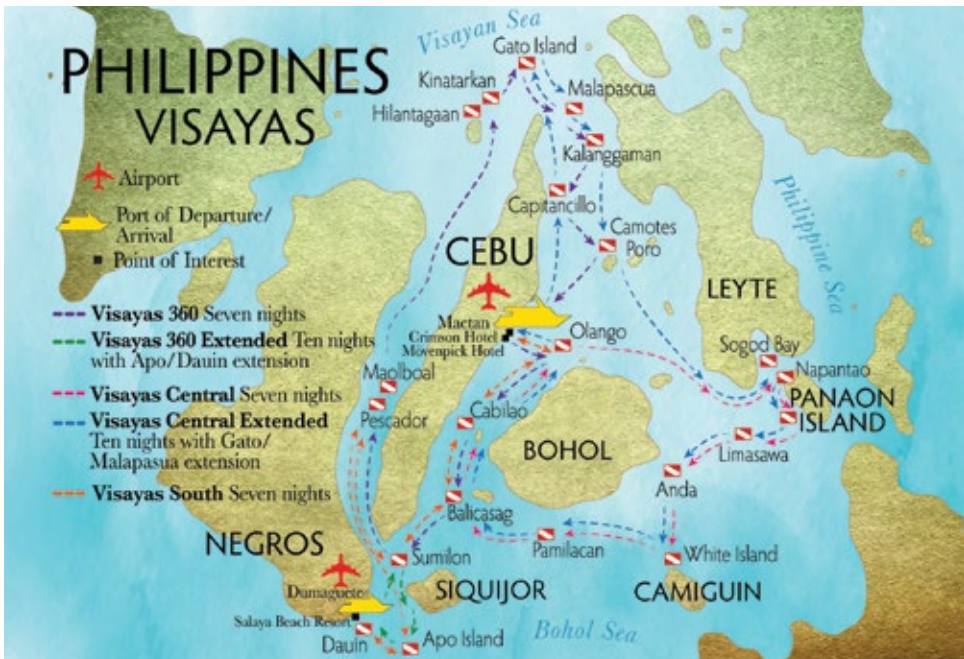 PHILIPPINES
VISAYAS
Airport
Port of Departure/
Arrival
Point of Interest
Visayas 360 Seven nights
Visayas 360 Extended Ten nights
with Apo/Dauin extension
Visayas Central Seven nights
Visayas Central Extended
Ten nights with Gato/
Malapasua extension
Visayas South Seven nights
Visayan Sea
Gato Island
Kinatarkan
Hilantagaan
Malapascua
Kalanggaman
Capitancillo
Camotes
Poro
Philippine Sea
CEBU
LEYTE
Mactan
Crimson Hotel
Movenpick Hotel
Olango
Sogod Bay
Napantao
PANAON
ISLAND
Maolboal
Pescador
Cabilao
BOHOL
Limasawa
Anda
Balicasag
Pamilacan
White Island
NEGROS
Sumilon
SIQUIJOR
CAMIGUIN
Dumaguete
Salaya Beach Resort
Dauin
Apo Island
Bohol Sea